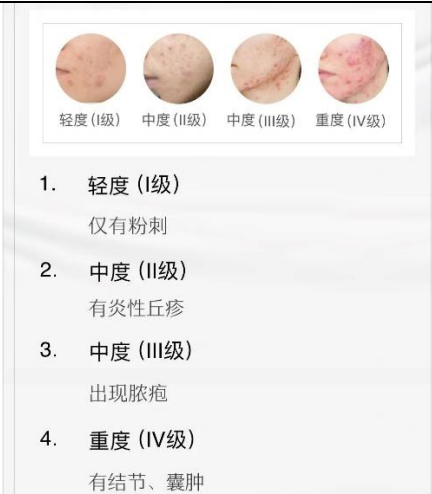 轻度(I级) 中度(II级) 中度(III级) 重度(IV级)
1. 轻度(I级)
仅有粉刺
2. 中度(II级)
有炎性丘疹
3. 中度(III级)
出现脓疱
4. 重度(IV级)
有结节、囊肿